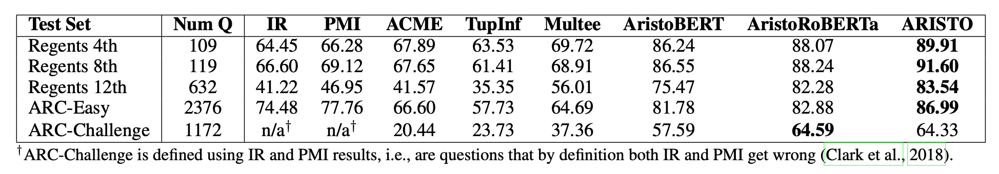 Test Set Num Q IR PMI ACME TupInf Multee AristoBERT AristoRoBERTa ARISTO
Regents 4th 109 64.45 66.28 67.89 63.53 69.72 86.24 88.07 89.91
Regents 8th 119 66.60 69.12 67.65 61.41 68.91 86.55 88.24 91.60
Regents 12th 632 41.22 46.95 41.57 35.35 56.01 75.47 82.28 83.54
ARC-Easy 2376 74.48 77.76 66.60 57.73 64.69 81.78 82.88 86.99
ARC-Challenge 1172 n/a† n/a† 20.44 23.73 37.36 57.59 64.59 64.33
†ARC-Challenge is defined using IR and PMI results, i.e., are questions that by definition both IR and PMI get wrong (Clark et al., 2018).